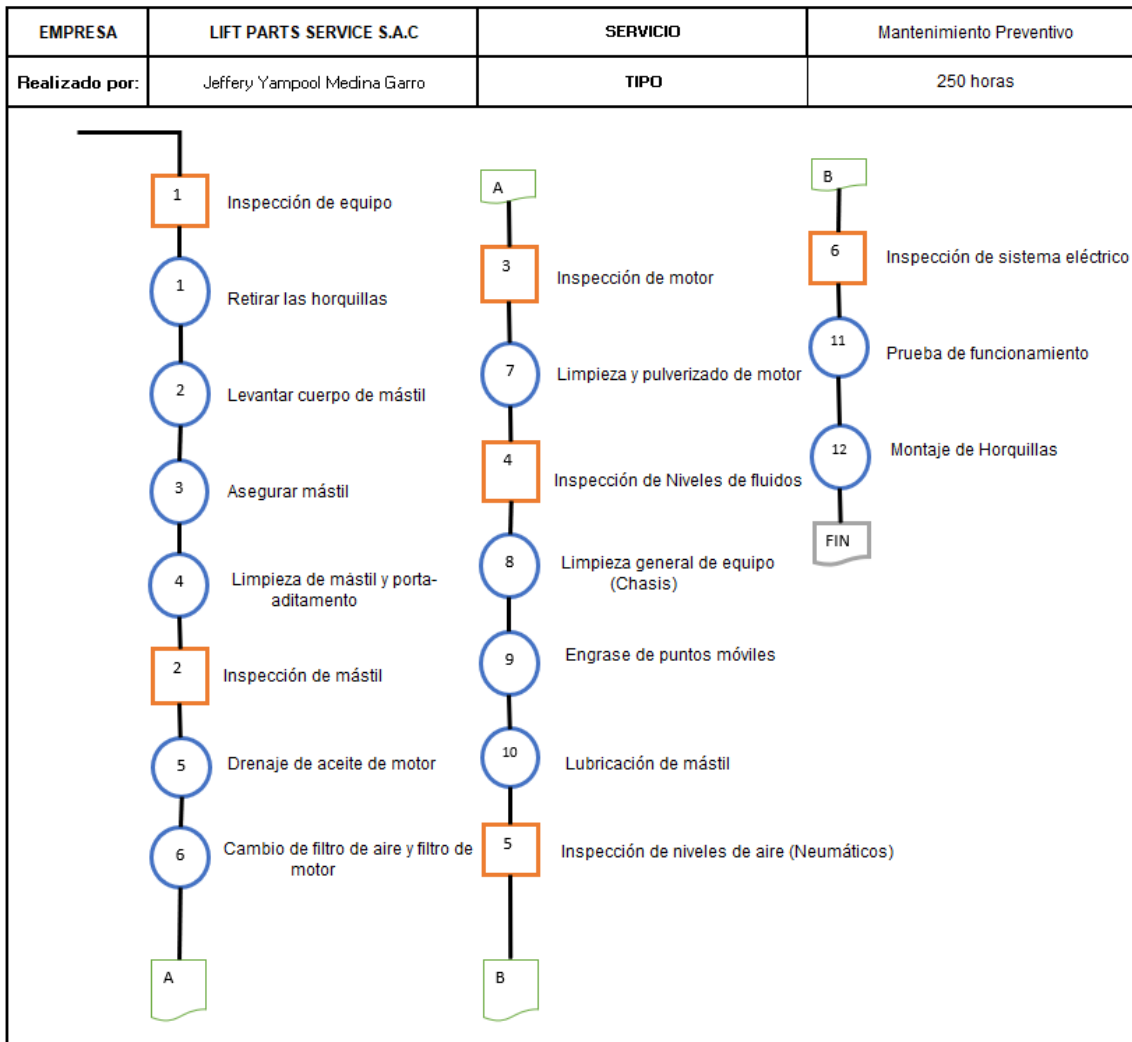 EMPRESA
LIFT PARTS SERVICE S.A.C
SERVICIO
Mantenimiento Preventivo
Realizado por:
Jeffery Yampool Medina Garro
TIPO
250 horas
1
Inspección de equipo
1
Retirar las horquillas
2
Levantar cuerpo de mástil
3
Asegurar mástil
4
Limpieza de mástil y porta-
aditamento
2
Inspección de mástil
5
Drenaje de aceite de motor
6
Cambio de filtro de aire y filtro de
motor
A
A
3
Inspección de motor
7
Limpieza y pulverizado de motor
4
Inspección de Niveles de fluidos
8
Limpieza general de equipo
(Chasis)
9
Engrase de puntos móviles
10
Lubricación de mástil
5
Inspección de niveles de aire (Neumáticos)
B
B
6
Inspección de sistema eléctrico
11
Prueba de funcionamiento
12
Montaje de Horquillas
FIN